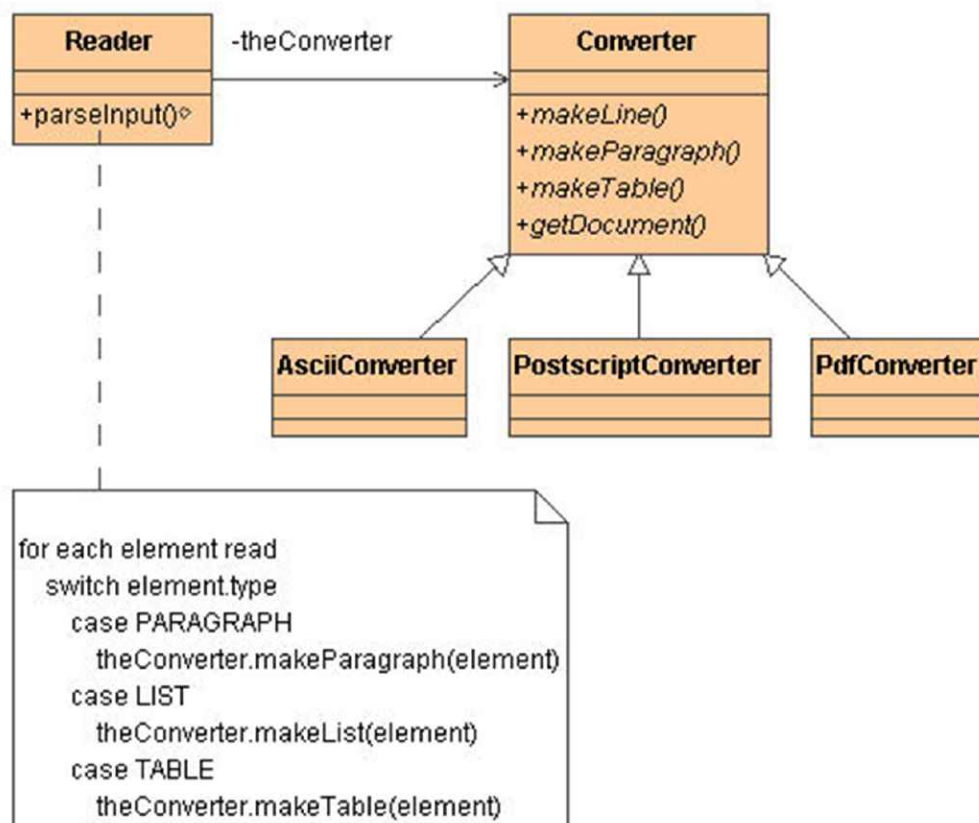 Reader
-theConverter
Converter
+parseInput()
+makeLine()
+makeParagraph()
+makeTable()
+getDocument()
AsciiConverter
PostscriptConverter
PdfConverter
for each element read
switch element.type
case PARAGRAPH
theConverter.makeParagraph(element)
case LIST
theConverter.makeList(element)
case TABLE
theConverter.makeTable(element)